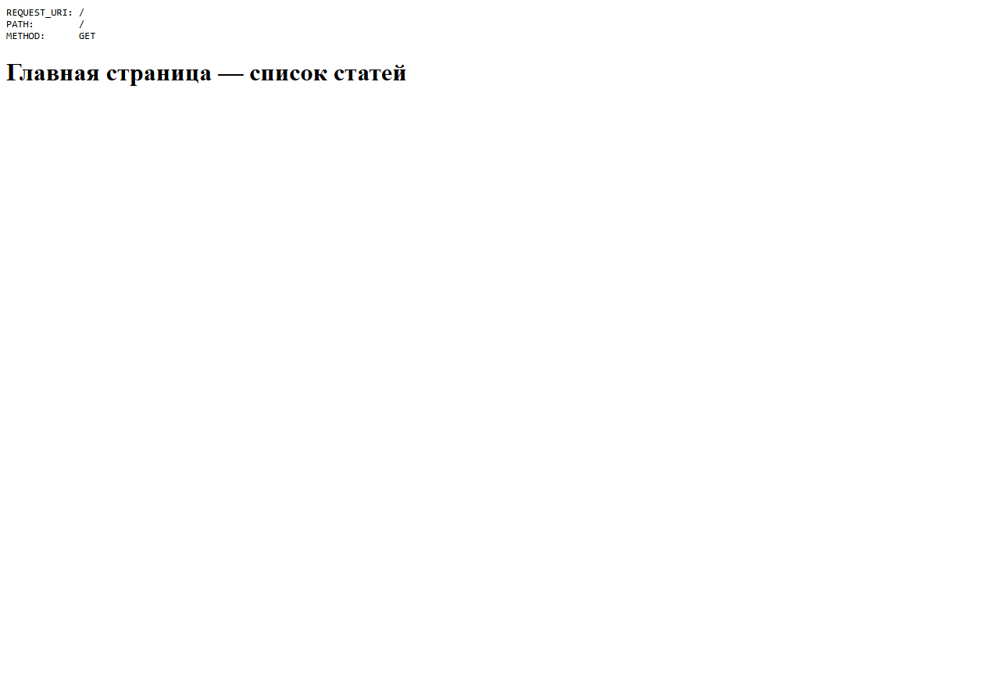 REQUEST_URI: /
PATH:        /
METHOD:      GET
Главная страница — список статей